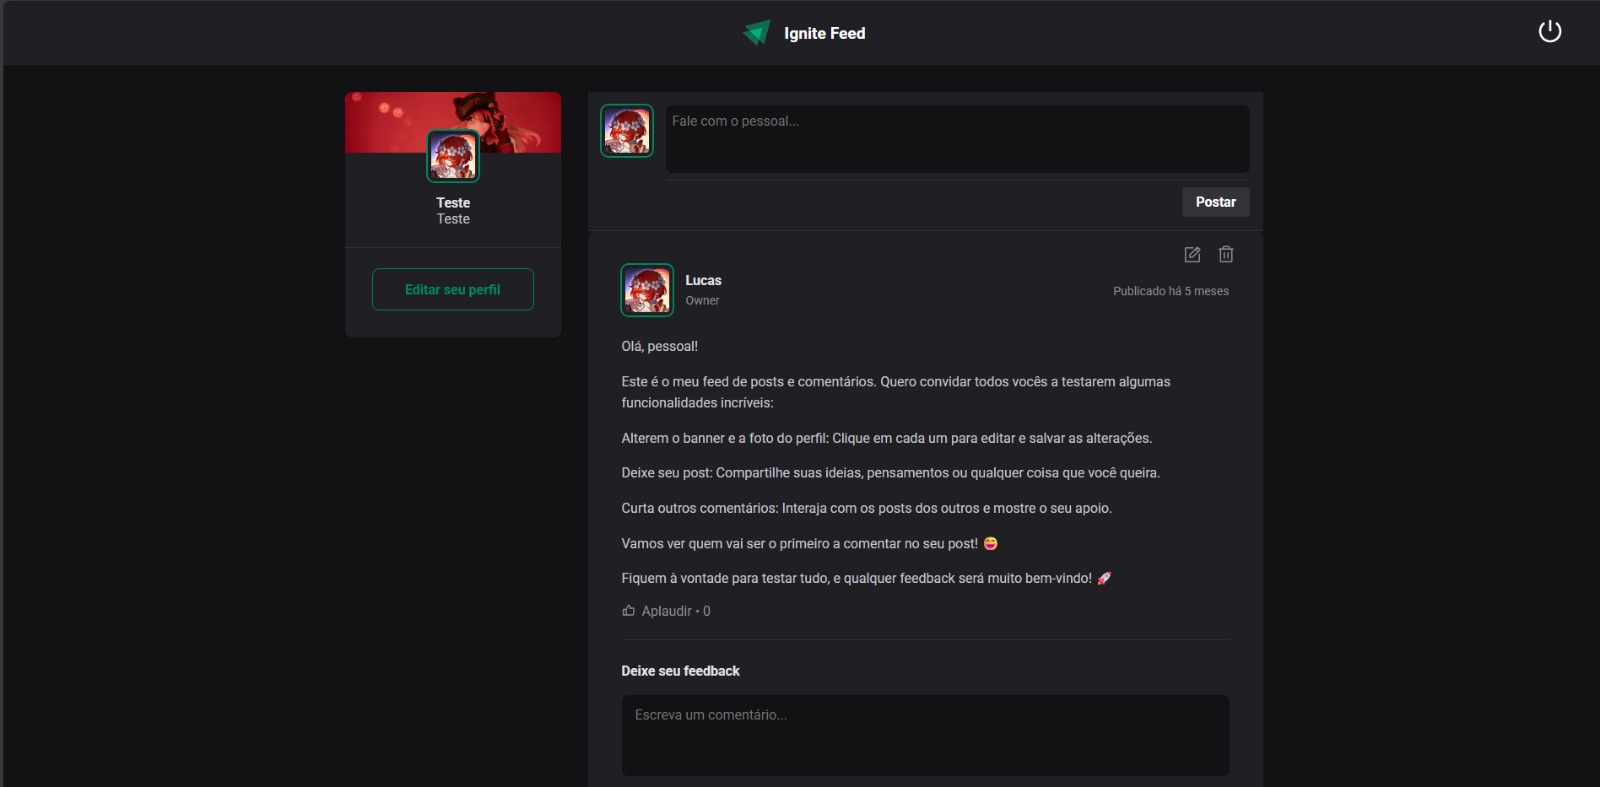 Ignite Feed
Teste
Teste
Editar seu perfil
Fale com o pessoal...
Postar
Lucas
Owner
Publicado há 5 meses
Olá, pessoal!
Este é o meu feed de posts e comentários. Quero convidar todos vocês a testarem algumas
funcionalidades incríveis:
Alterem o banner e a foto do perfil: Clique em cada um para editar e salvar as alterações.
Deixe seu post: Compartilhe suas ideias, pensamentos ou qualquer coisa que você queira.
Curta outros comentários: Interaja com os posts dos outros e mostre o seu apoio.
Vamos ver quem vai ser o primeiro a comentar no seu post! 😄
Fiquem à vontade para testar tudo, e qualquer feedback será muito bem-vindo! 🚀
Aplaudir • 0
Deixe seu feedback
Escreva um comentário...